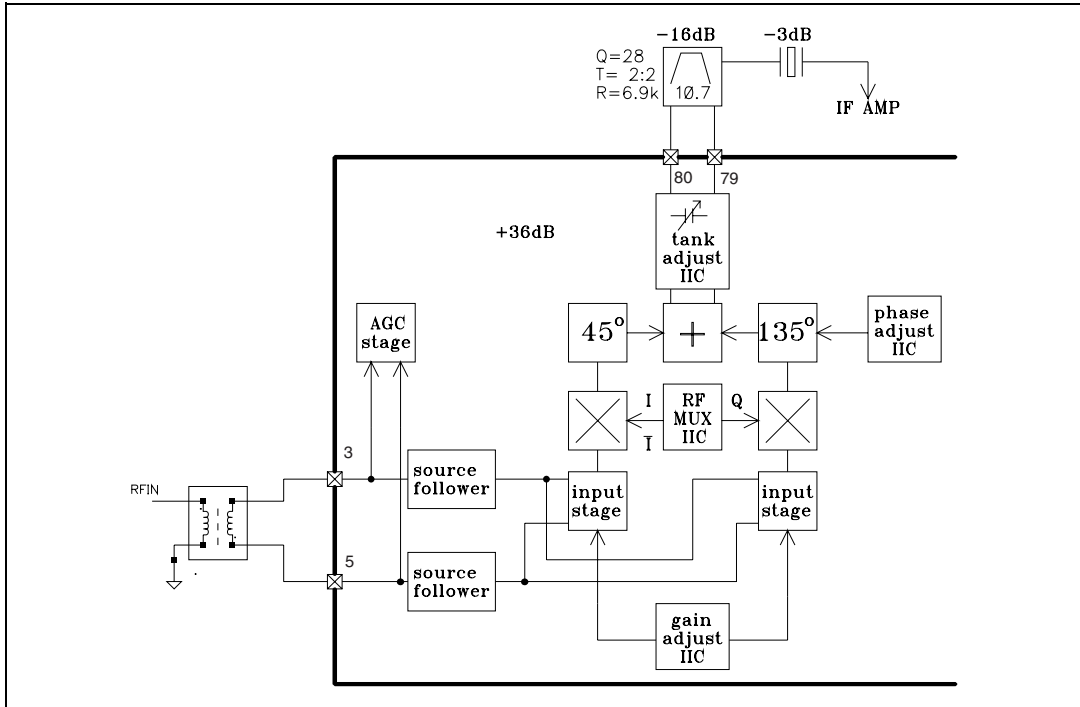 -16dB
-3dB
Q=28
T= 2:2
R=6.9k
10.7
IF AMP
80
79
+36dB
tank
adjust
IIC
AGC
stage
45°
+
135°
phase
adjust
IIC
I
RF
MUX
IIC
Q
I̅
3
source
follower
input
stage
input
stage
RFIN
5
source
follower
gain
adjust
IIC